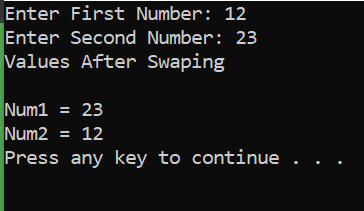 Enter First Number: 12
Enter Second Number: 23
Values After Swaping
Num1 = 23
Num2 = 12
Press any key to continue . . .